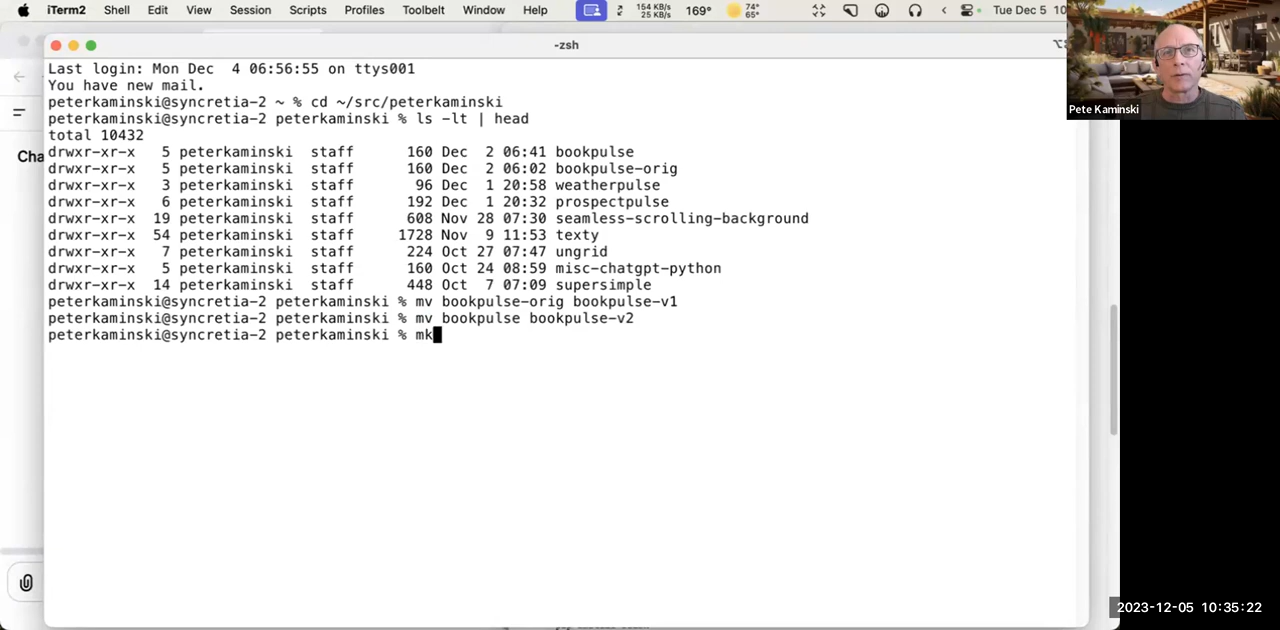 iTerm2 Shell Edit View Session Scripts Profiles Toolbelt Window Help 154 KB/s 25 KB/s 169° 74° 65° Tue Dec 5 10
-zsh
Last login: Mon Dec  4 06:56:55 on ttys001
You have new mail.
peterkaminski@syncretia-2 ~ % cd ~/src/peterkaminski
peterkaminski@syncretia-2 peterkaminski % ls -lt | head
total 10432
drwxr-xr-x   5 peterkaminski  staff      160 Dec  2 06:41 bookpulse
drwxr-xr-x   5 peterkaminski  staff      160 Dec  2 06:02 bookpulse-orig
drwxr-xr-x   3 peterkaminski  staff       96 Dec  1 20:58 weatherpulse
drwxr-xr-x   6 peterkaminski  staff      192 Dec  1 20:32 prospectpulse
drwxr-xr-x  19 peterkaminski  staff      608 Nov 28 07:30 seamless-scrolling-background
drwxr-xr-x  54 peterkaminski  staff     1728 Nov  9 11:53 texty
drwxr-xr-x   7 peterkaminski  staff      224 Oct 27 07:47 ungrid
drwxr-xr-x   5 peterkaminski  staff      160 Oct 24 08:59 misc-chatgpt-python
drwxr-xr-x  14 peterkaminski  staff      448 Oct  7 07:09 supersimple
peterkaminski@syncretia-2 peterkaminski % mv bookpulse-orig bookpulse-v1
peterkaminski@syncretia-2 peterkaminski % mv bookpulse bookpulse-v2
peterkaminski@syncretia-2 peterkaminski % mk
Cha
Pete Kaminski
2023-12-05 10:35:22